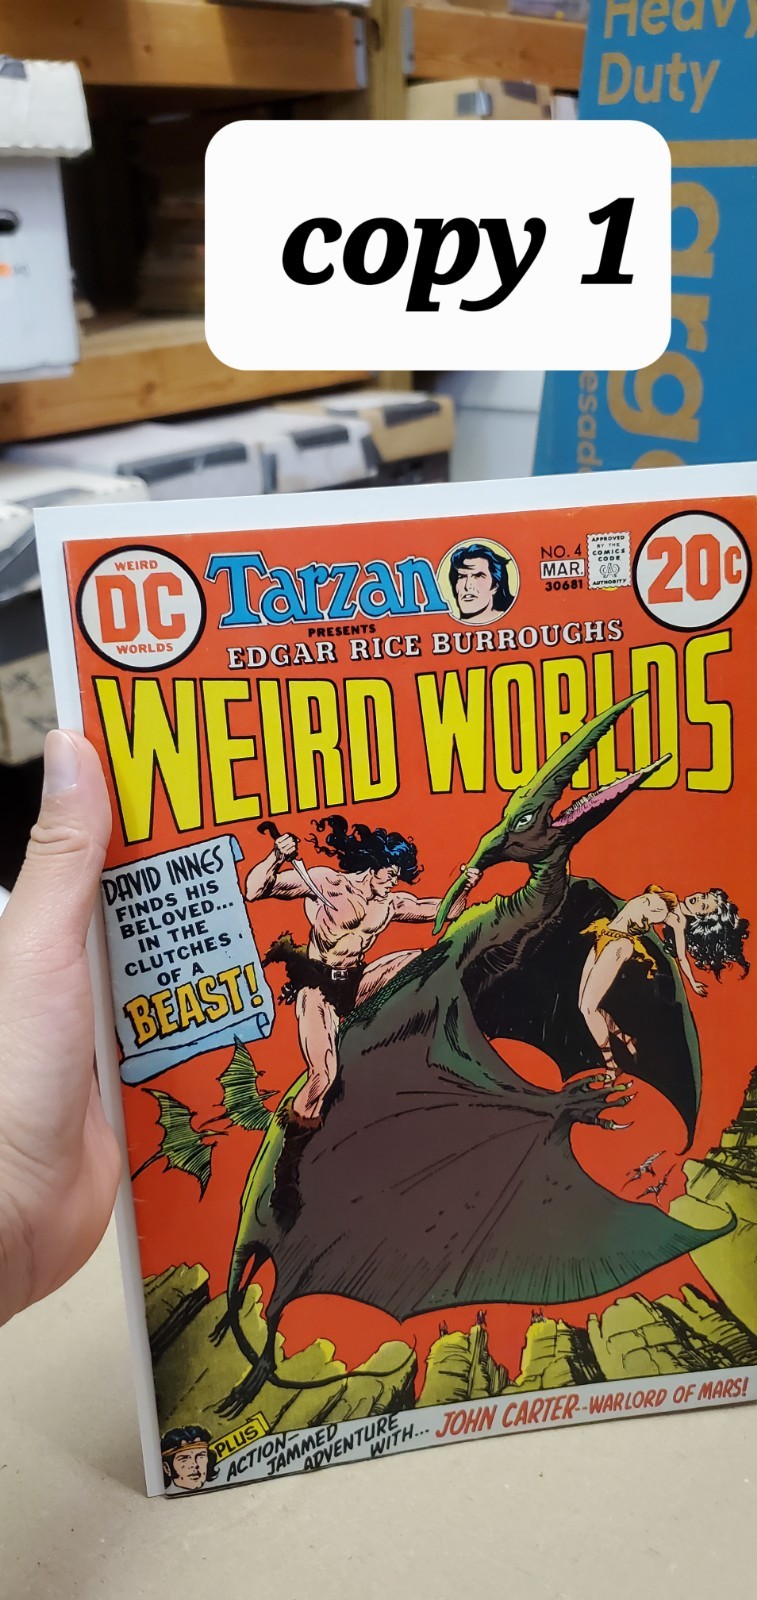 Heavy
Duty
Large
copy 1
WEIRD
DC
WORLDS
Tarzan
PRESENTS
EDGAR RICE BURROUGHS
WEIRD WORLDS
NO. 4
MAR.
30681
APPROVED
BY THE
COMICS
CODE
AUTHORITY
20¢
DAVID INNES
FINDS HIS
BELOVED...
IN THE
CLUTCHES
OF A
BEAST!
PLUS
ACTION-
JAMMED
ADVENTURE
WITH...
JOHN CARTER--WARLORD OF MARS!